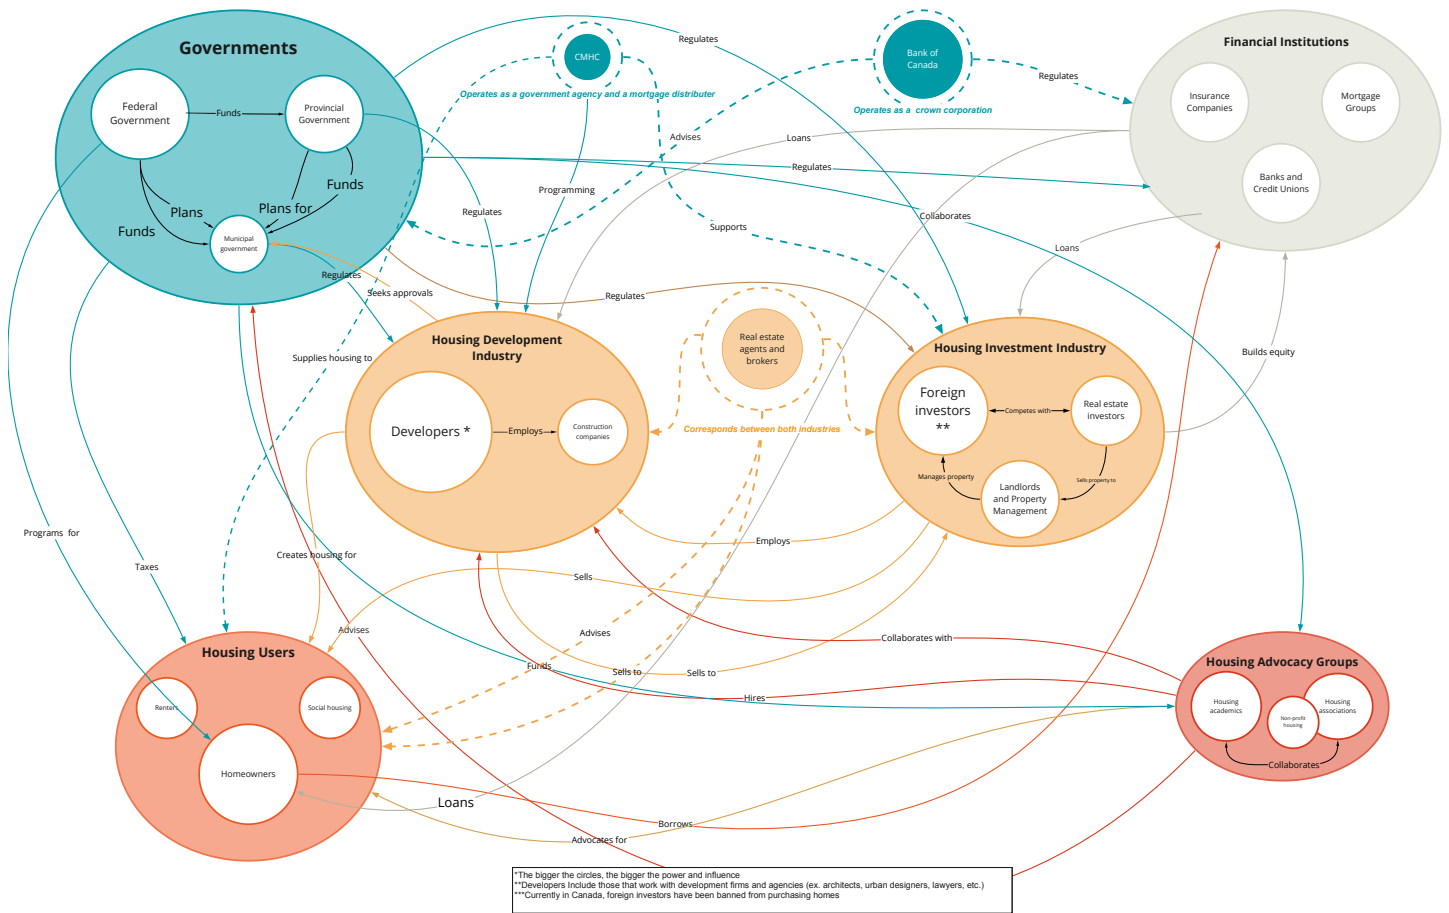 Governments
Federal
Government
Funds
Provincial
Government
Plans
Plans for
Funds
Funds
Municipal
government
CMHC
Operates as a government agency and a mortgage distributer
Bank of
Canada
Operates as a  crown corporation
Financial Institutions
Insurance
Companies
Mortgage
Groups
Banks and
Credit Unions
Regulates
Regulates
Advises
Loans
Regulates
Programming
Regulates
Collaborates
Supports
Loans
Regulates
Seeks approvals
Regulates
Supplies housing to
Builds equity
Housing Development
Industry
Developers *
Employs
Construction
companies
Real estate
agents and
brokers
Corresponds between both industries
Housing Investment Industry
Foreign
investors
**
Competes with
Real estate
investors
Manages property
Sells property to
Landlords
and Property
Management
Programs  for
Taxes
Creates housing for
Employs
Sells
Advises
Advises
Collaborates with
Funds
Sells to
Sells to
Hires
Housing Users
Renters
Social housing
Homeowners
Loans
Borrows
Advocates for
Housing Advocacy Groups
Housing
academics
Non-profit
housing
Housing
associations
Collaborates
*The bigger the circles, the bigger the power and influence
**Developers Include those that work with development firms and agencies (ex. architects, urban designers, lawyers, etc.)
***Currently in Canada, foreign investors have been banned from purchasing homes